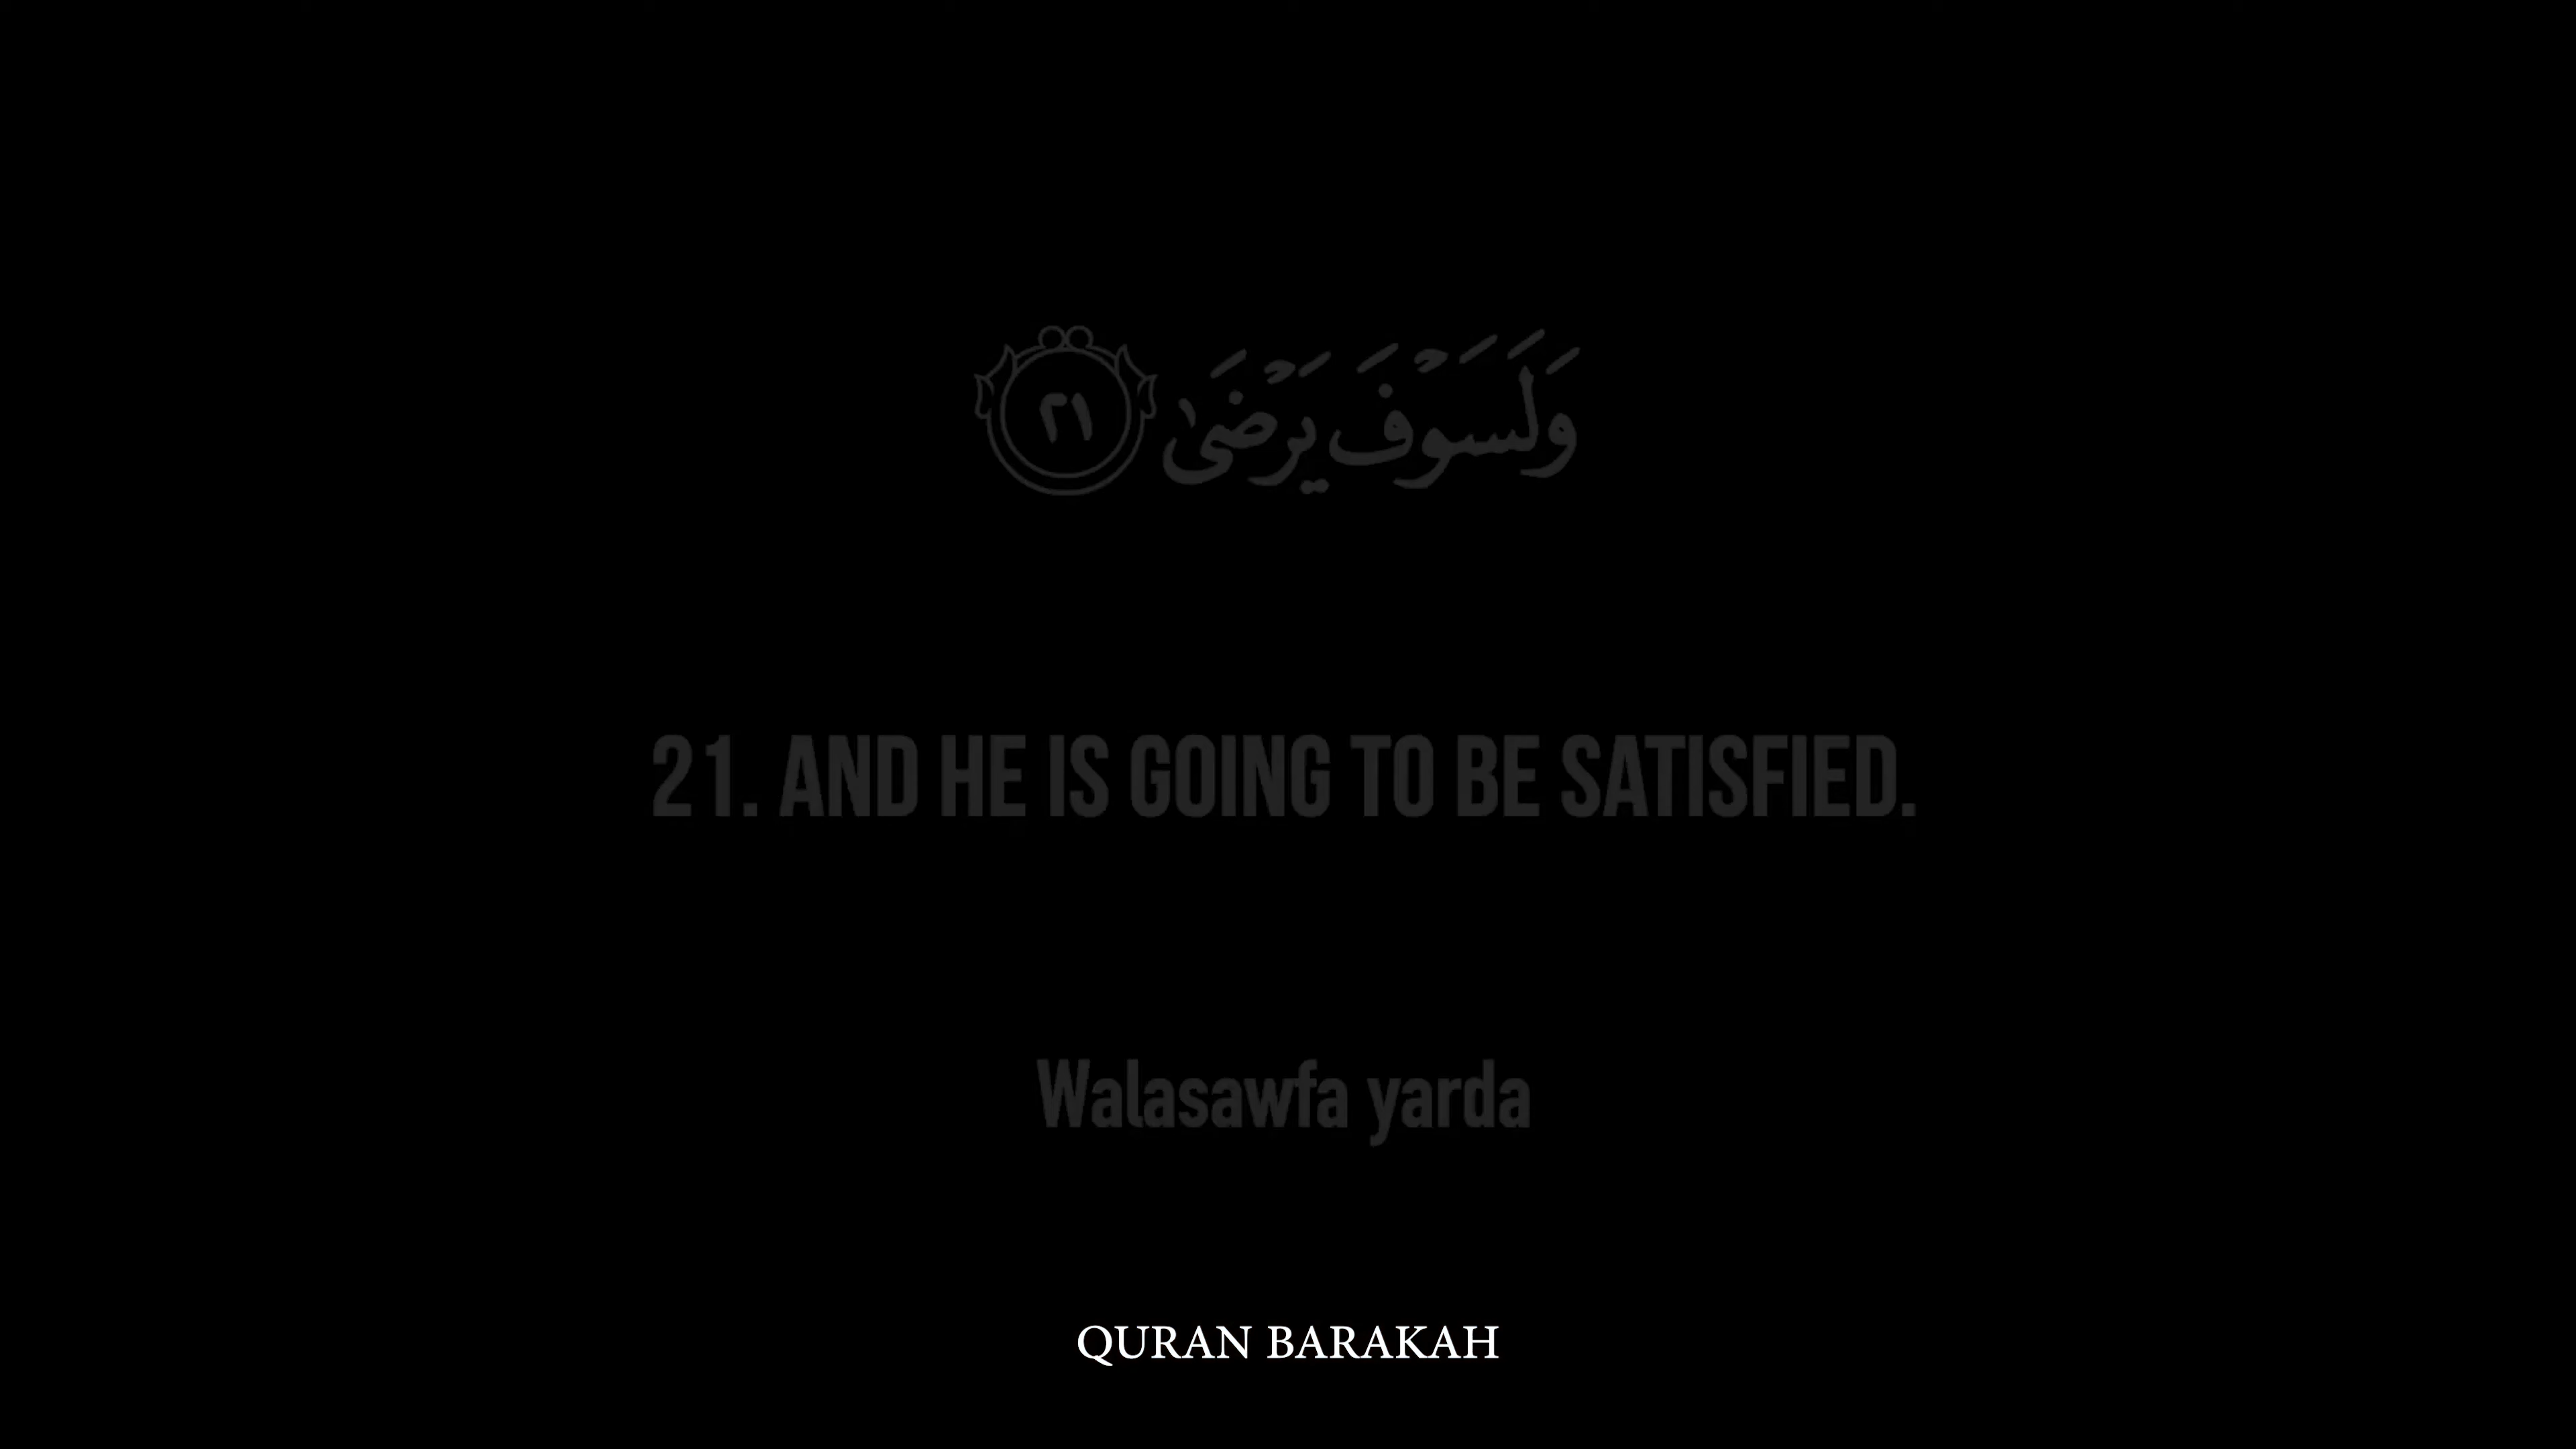 وَلَسَوْفَ يَرْضَىٰ ٢١
21. AND HE IS GOING TO BE SATISFIED.
Walasawfa yarda
QURAN BARAKAH